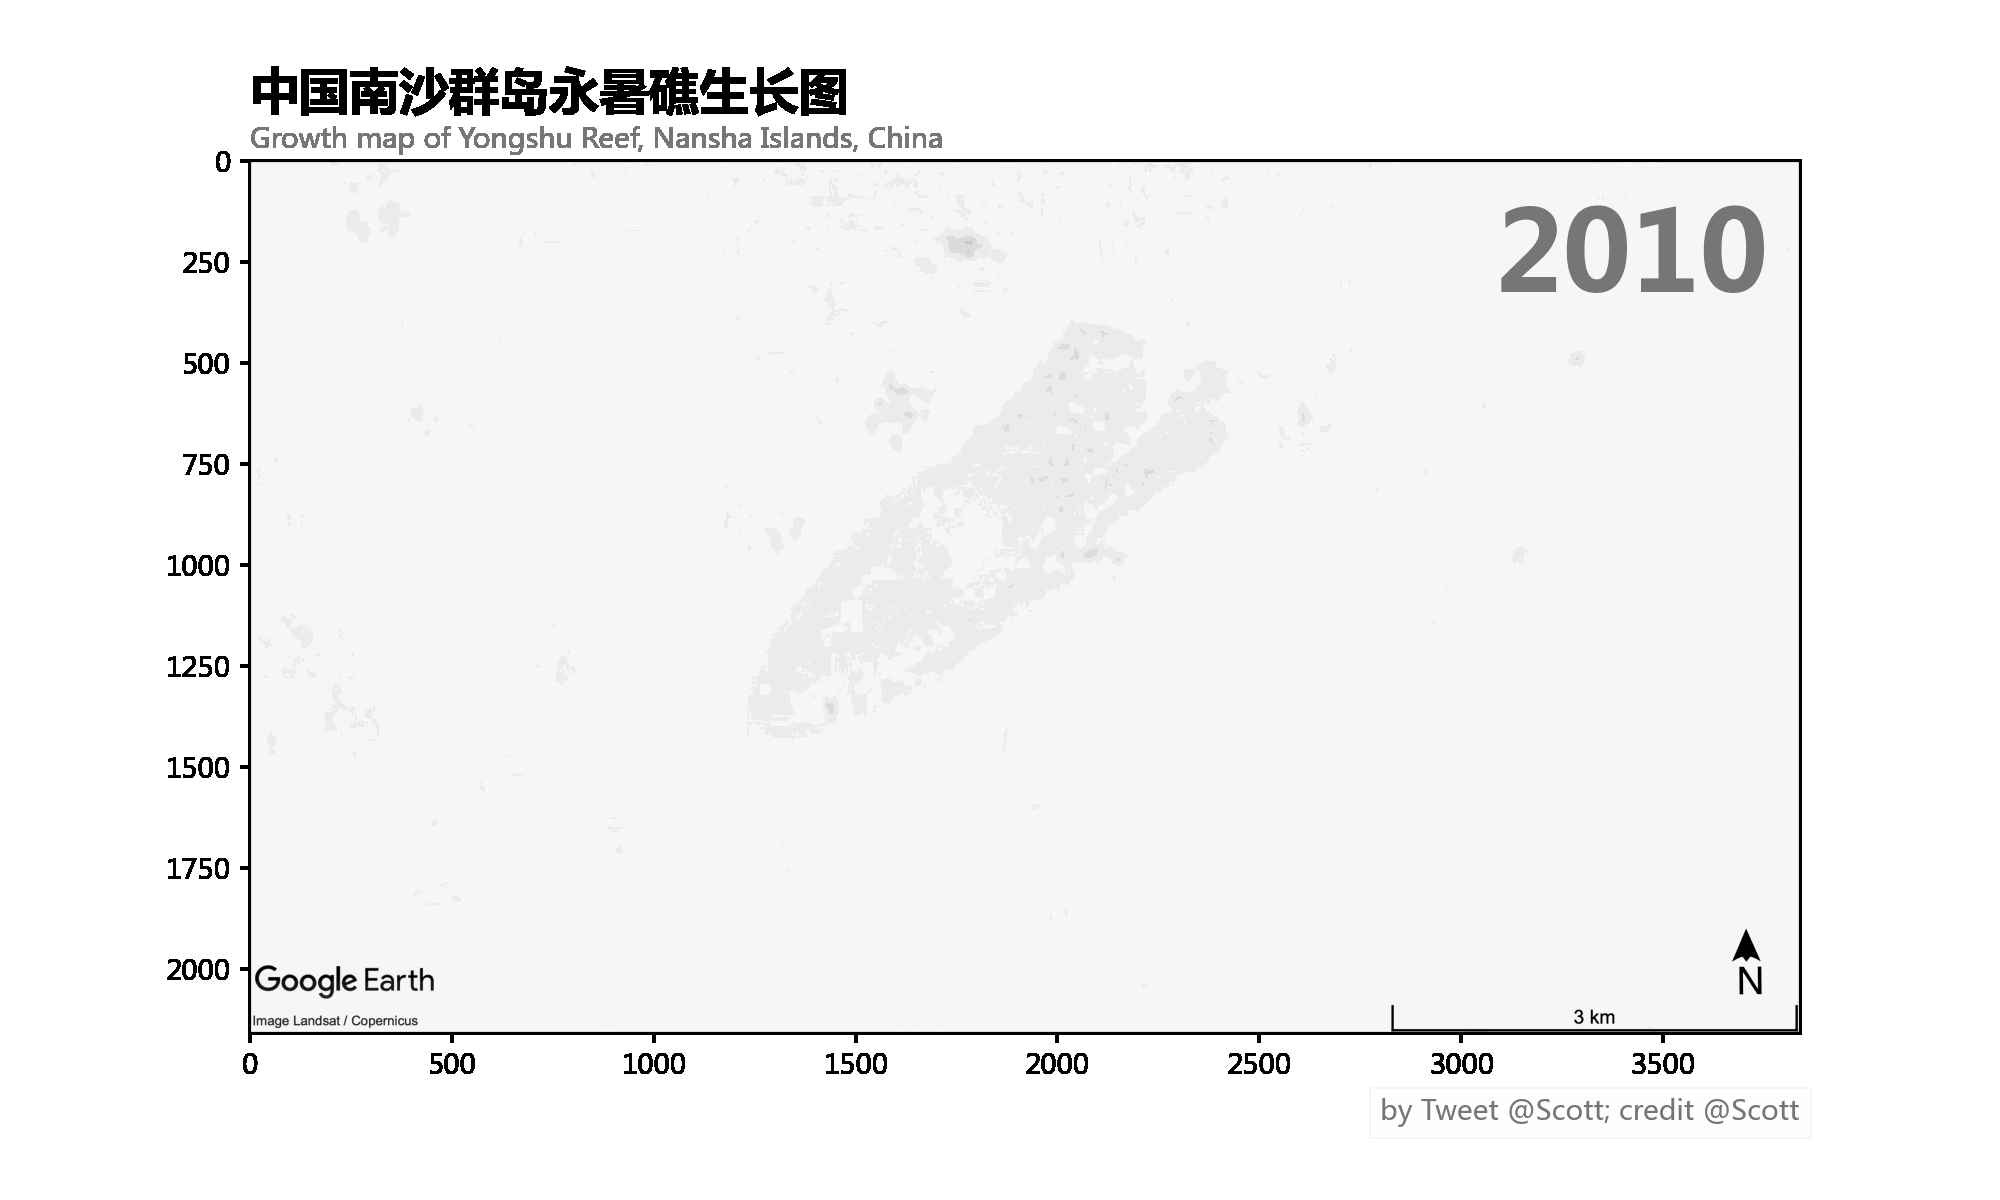 中国南沙群岛永暑礁生长图
Growth map of Yongshu Reef, Nansha Islands, China
2010
0
250
500
750
1000
1250
1500
1750
2000
Google Earth
Image Landsat / Copernicus
N
3 km
0 500 1000 1500 2000 2500 3000 3500
by Tweet @Scott; credit @Scott